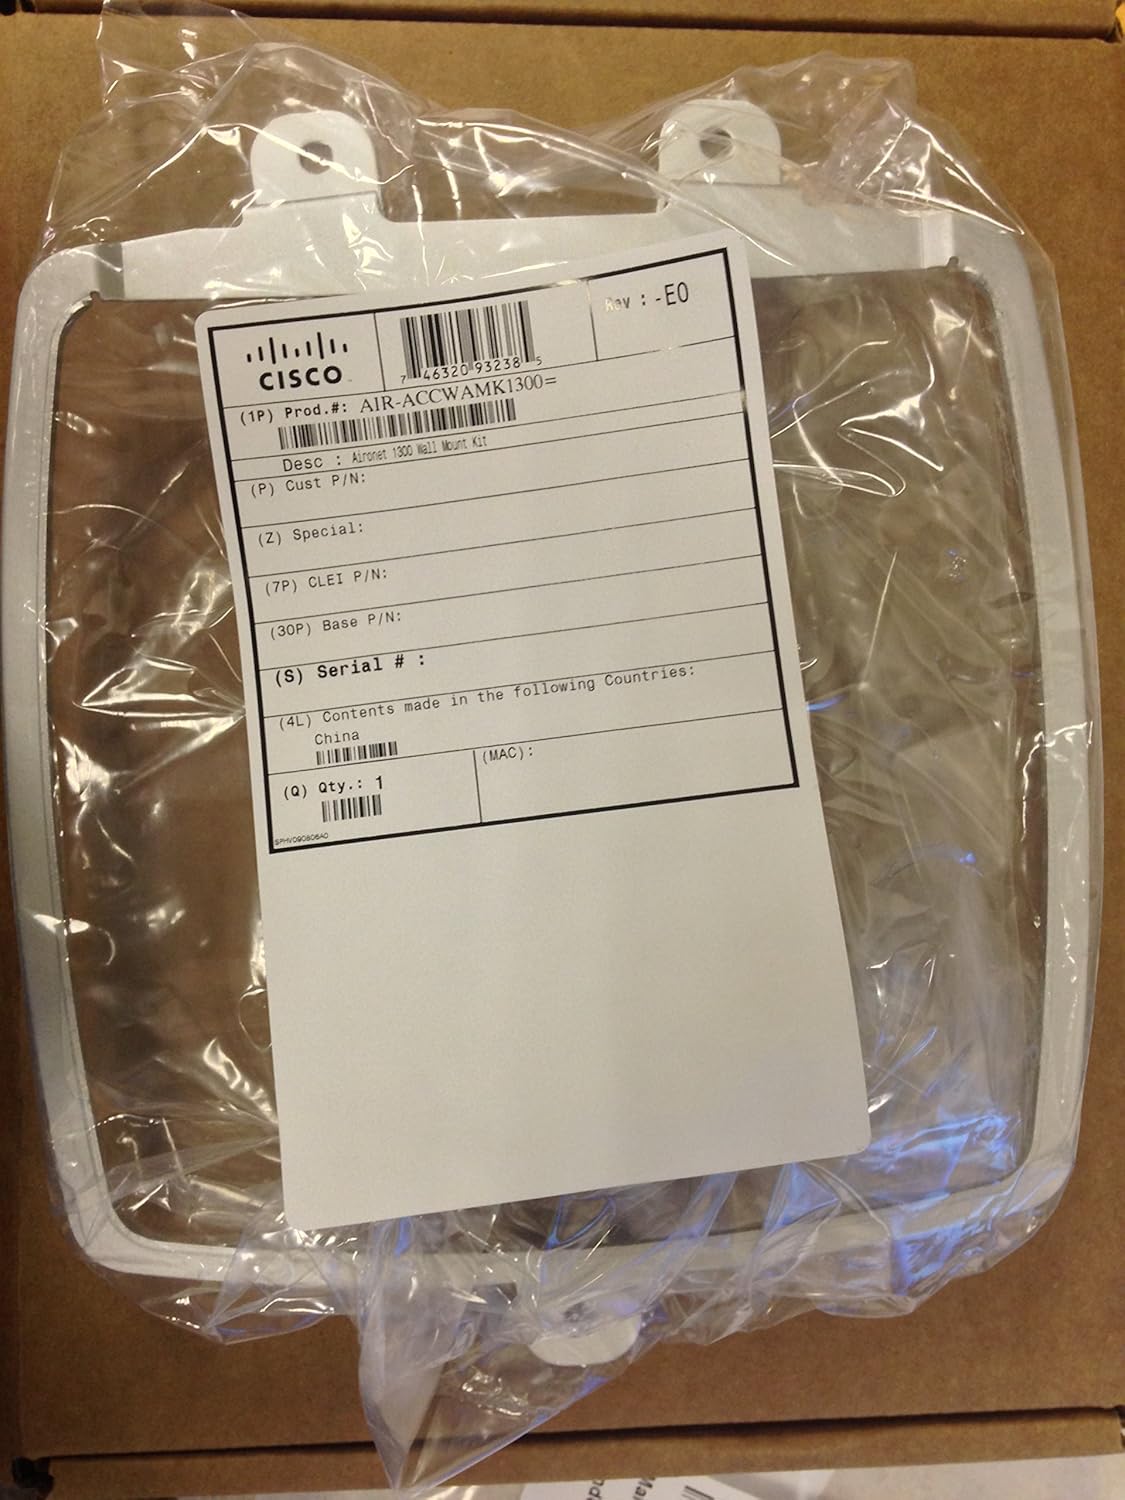 CISCO
7 46320 93238 5
Rev : -E0
(1P) Prod.#: AIR-ACCWAMK1300=
Desc : Aironet 1300 Wall Mount Kit
(P) Cust P/N:
(Z) Special:
(7P) CLEI P/N:
(30P) Base P/N:
(S) Serial # :
(4L) Contents made in the following Countries:
China
(Q) Qty.: 1
(MAC):